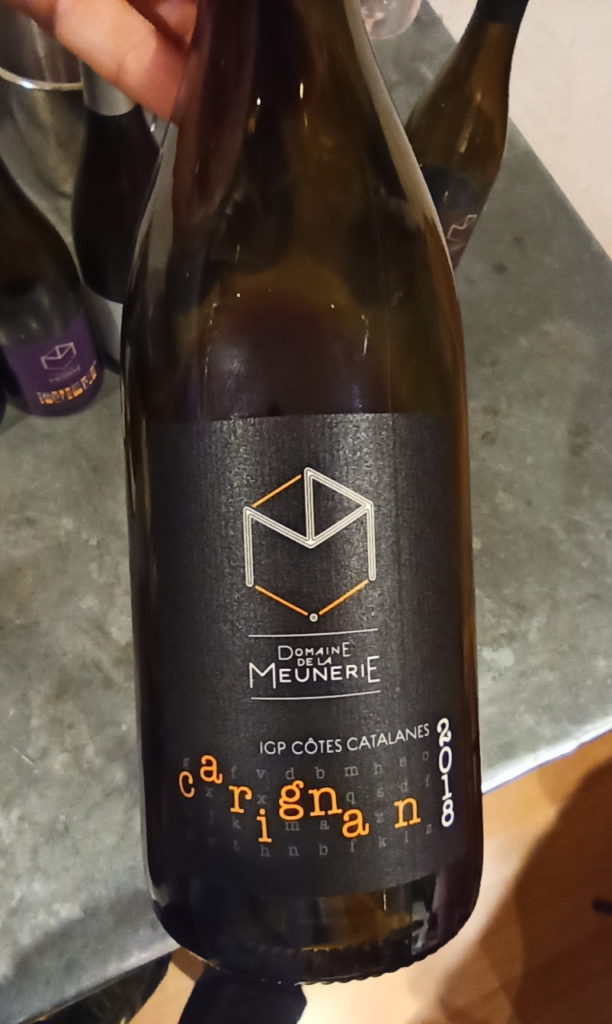 DOMAINE
DE LA
MEUNERIE
IGP CÔTES CATALANES
carignan
2018